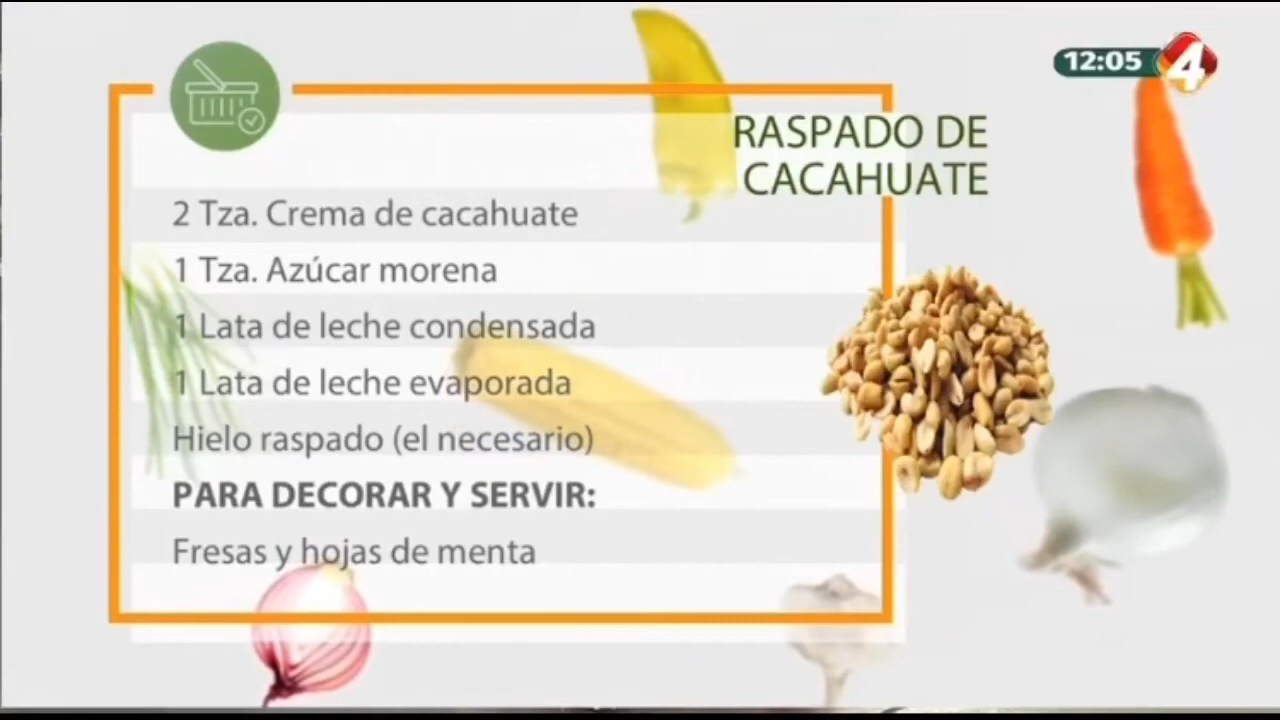 12:05 4
RASPADO DE
CACAHUATE
2 Tza. Crema de cacahuate
1 Tza. Azúcar morena
1 Lata de leche condensada
1 Lata de leche evaporada
Hielo raspado (el necesario)
PARA DECORAR Y SERVIR:
Fresas y hojas de menta